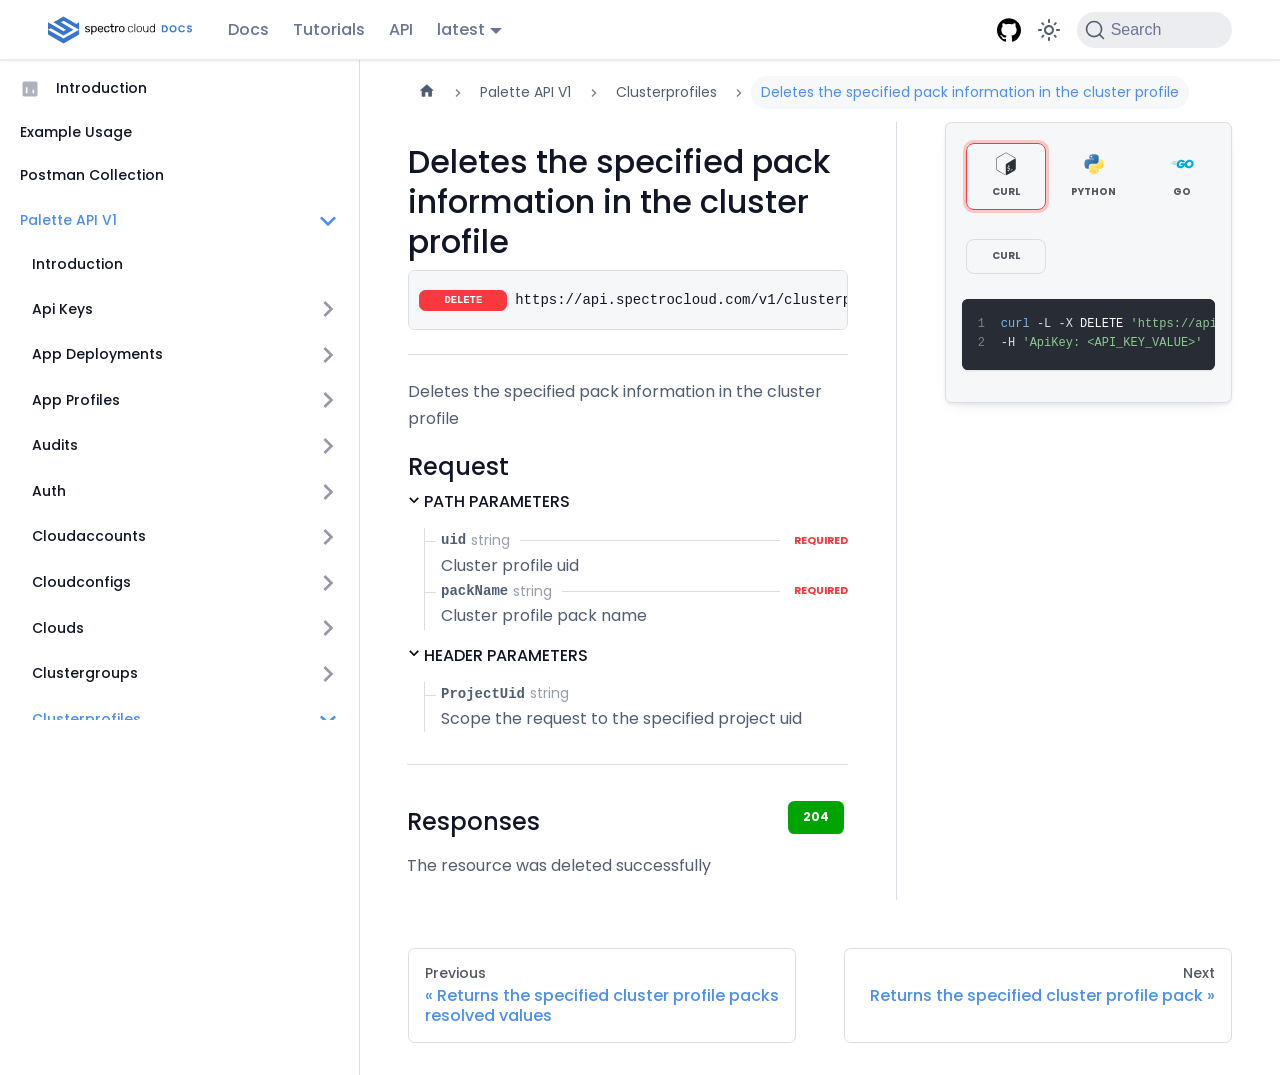 spectro cloud DOCS
Docs
Tutorials
API
latest
Search
Introduction
Example Usage
Postman Collection
Palette API V1
Introduction
Api Keys
App Deployments
App Profiles
Audits
Auth
Cloudaccounts
Cloudconfigs
Clouds
Clustergroups
Clusterprofiles
Palette API V1
Clusterprofiles
Deletes the specified pack information in the cluster profile
Deletes the specified pack
information in the cluster
profile
DELETE https://api.spectrocloud.com/v1/clusterp
Deletes the specified pack information in the cluster
profile
Request
PATH PARAMETERS
uid string REQUIRED
Cluster profile uid
packName string REQUIRED
Cluster profile pack name
HEADER PARAMETERS
ProjectUid string
Scope the request to the specified project uid
Responses
204
The resource was deleted successfully
CURL
PYTHON
GO
CURL
1 curl -L -X DELETE 'https://api
2 -H 'ApiKey: <API_KEY_VALUE>'
Previous
« Returns the specified cluster profile packs
resolved values
Next
Returns the specified cluster profile pack »